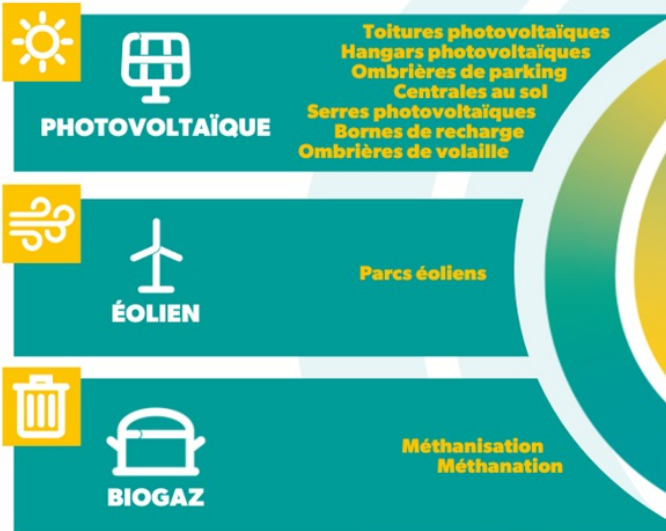 PHOTOVOLTAÏQUE
Toitures photovoltaïques
Hangars photovoltaïques
Ombrières de parking
Centrales au sol
Serres photovoltaïques
Bornes de recharge
Ombrières de volaille
ÉOLIEN
Parcs éoliens
BIOGAZ
Méthanisation
Méthanation